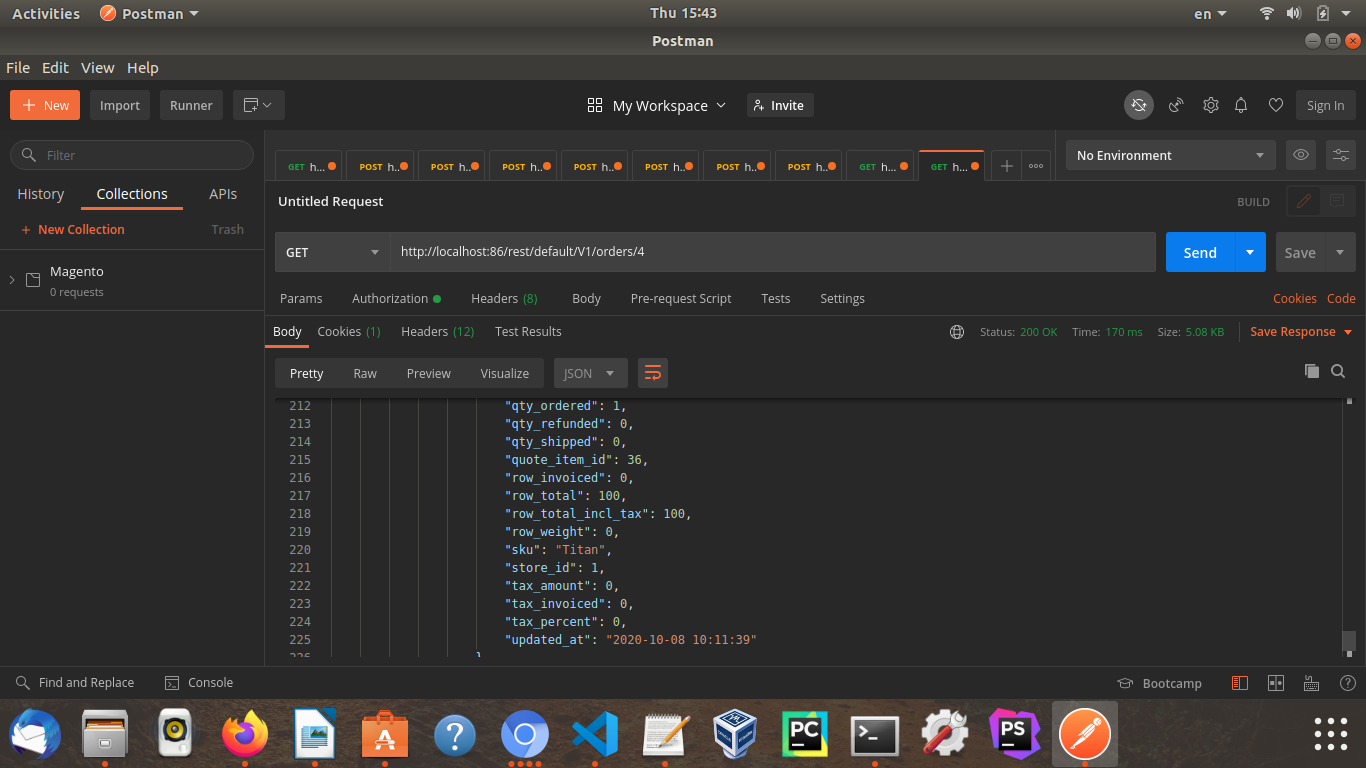 Activities Postman Thu 15:43 en
Postman
File Edit View Help
New Import Runner My Workspace Invite Sign In
Filter
GET h... POST h.. POST h.. POST h.. POST h.. POST h.. POST h.. POST h.. GET h... GET h... No Environment
History Collections APIs
Untitled Request BUILD
+ New Collection Trash
GET http://localhost:86/rest/default/V1/orders/4 Send Save
Magento
0 requests
Params Authorization Headers (8) Body Pre-request Script Tests Settings Cookies Code
Body Cookies (1) Headers (12) Test Results Status: 200 OK Time: 170 ms Size: 5.08 KB Save Response
Pretty Raw Preview Visualize JSON
212 "qty_ordered": 1,
213 "qty_refunded": 0,
214 "qty_shipped": 0,
215 "quote_item_id": 36,
216 "row_invoiced": 0,
217 "row_total": 100,
218 "row_total_incl_tax": 100,
219 "row_weight": 0,
220 "sku": "Titan",
221 "store_id": 1,
222 "tax_amount": 0,
223 "tax_invoiced": 0,
224 "tax_percent": 0,
225 "updated_at": "2020-10-08 10:11:39"
226 }
Find and Replace Console Bootcamp
PC PS